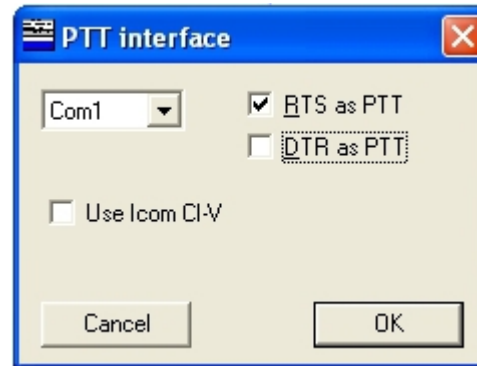 PTT interface
Com1
RTS as PTT
DTR as PTT
Use Icom CI-V
Cancel
OK